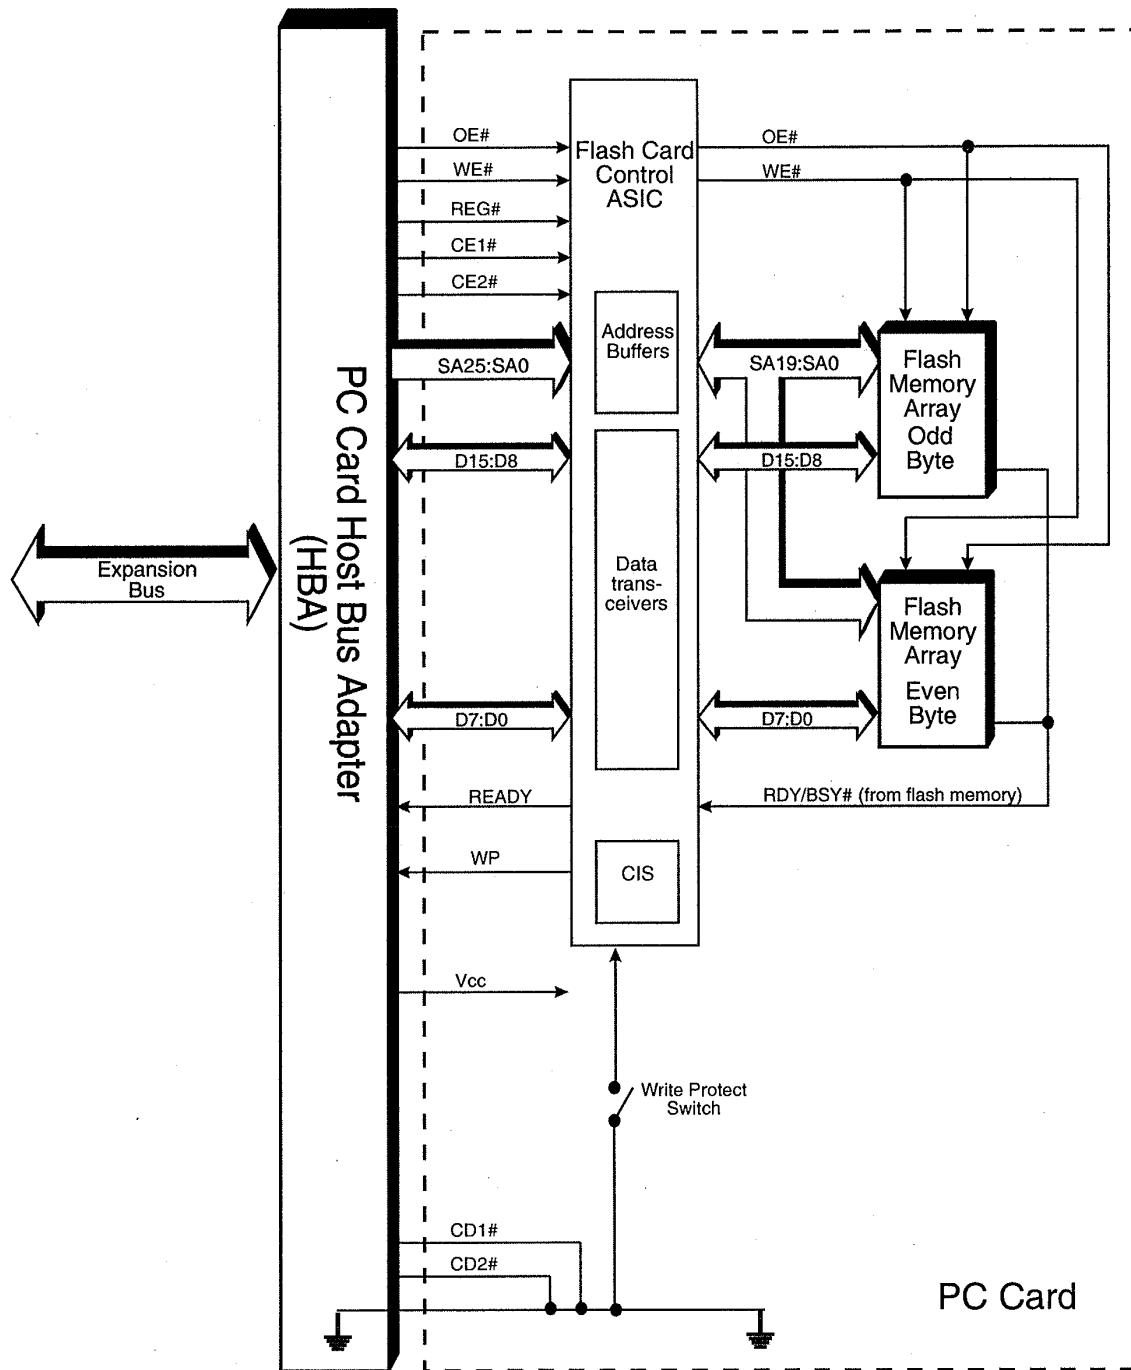 OE#
WE#
REG#
CE1#
CE2#
SA25:SA0
D15:D8
D7:D0
READY
WP
Vcc
CD1#
CD2#
Expansion
Bus
PC Card Host Bus Adapter
(HBA)
Flash Card
Control
ASIC
Address
Buffers
Data
trans-
ceivers
CIS
OE#
WE#
SA19:SA0
D15:D8
D7:D0
RDY/BSY# (from flash memory)
Flash
Memory
Array
Odd
Byte
Flash
Memory
Array
Even
Byte
Write Protect
Switch
PC Card